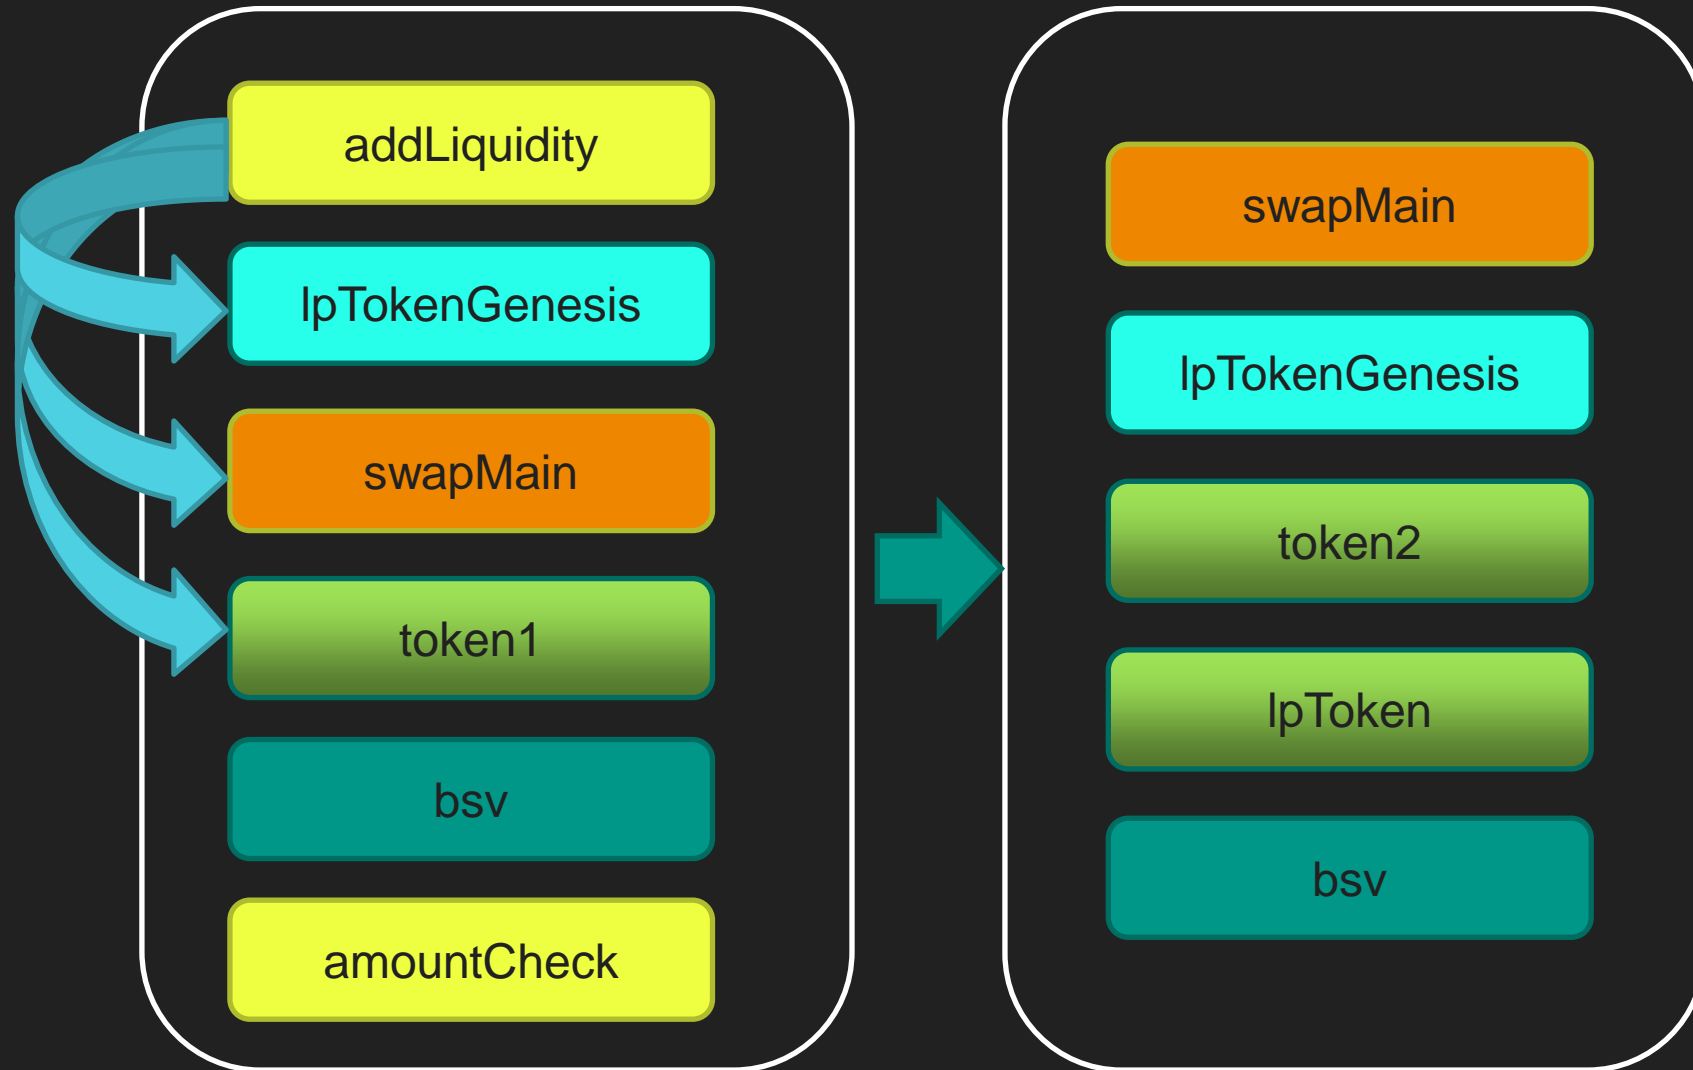 addLiquidity
lpTokenGenesis
swapMain
token1
bsv
amountCheck
swapMain
lpTokenGenesis
token2
lpToken
bsv